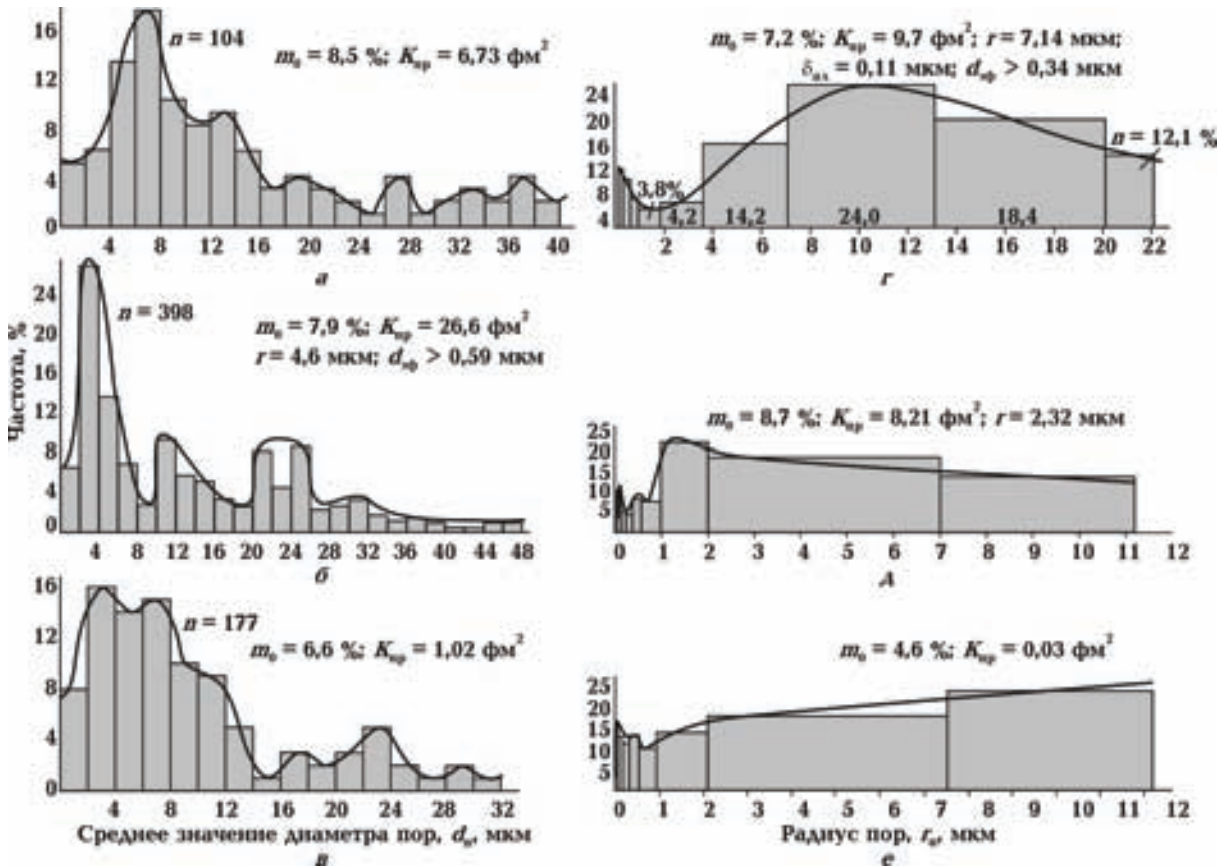 Частота, %
16
12
8
4
0
n = 104
m₀ = 8,5 %; Kпр = 6,73 фм²
4 8 12 16 20 24 28 32 36 40
а
24
20
16
12
8
4
0
n = 398
m₀ = 7,9 %; Kпр = 26,6 фм²
r = 4,6 мкм; dэф > 0,59 мкм
4 8 12 16 20 24 28 32 36 40 44 48
б
16
12
8
4
0
n = 177
m₀ = 6,6 %; Kпр = 1,02 фм²
4 8 12 16 20 24 28 32
Среднее значение диаметра пор, dп, мкм
в
m₀ = 7,2 %; Kпр = 9,7 фм²; r = 7,14 мкм;
= 0,11 мкм; dэф > 0,34 мкм
24
20
16
12
8
4
n = 12,1 %
3,8%
4,2 14,2 24,0 18,4
0 2 4 6 8 10 12 14 16 18 20 22
г
m₀ = 8,7 %; Kпр = 8,21 фм²; r = 2,32 мкм
25
20
15
10
5
0 1 2 3 4 5 6 7 8 9 10 11 12
д
m₀ = 4,6 %; Kпр = 0,03 фм²
25
20
15
10
5
0 1 2 3 4 5 6 7 8 9 10 11 12
Радиус пор, rп, мкм
е